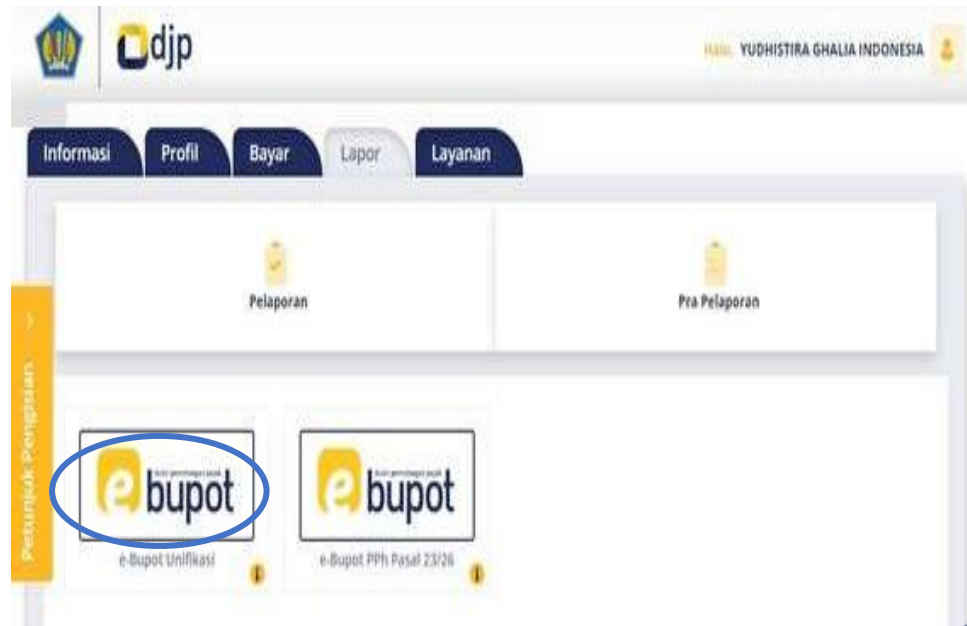 djp
Halo, YUDHISTIRA GHALIA INDONESIA
Informasi Profil Bayar Lapor Layanan
Pelaporan
Pra Pelaporan
Petunjuk Pengisian
e bupot
e-Bupot Unifikasi
e bupot
e-Bupot PPh Pasal 23/26